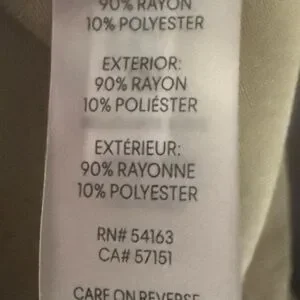 90% RAYON
10% POLYESTER
EXTERIOR:
90% RAYON
10% POLIÉSTER
EXTÉRIEUR:
90% RAYONNE
10% POLYESTER
RN# 54163
CA# 57151
CARE ON REVERSE